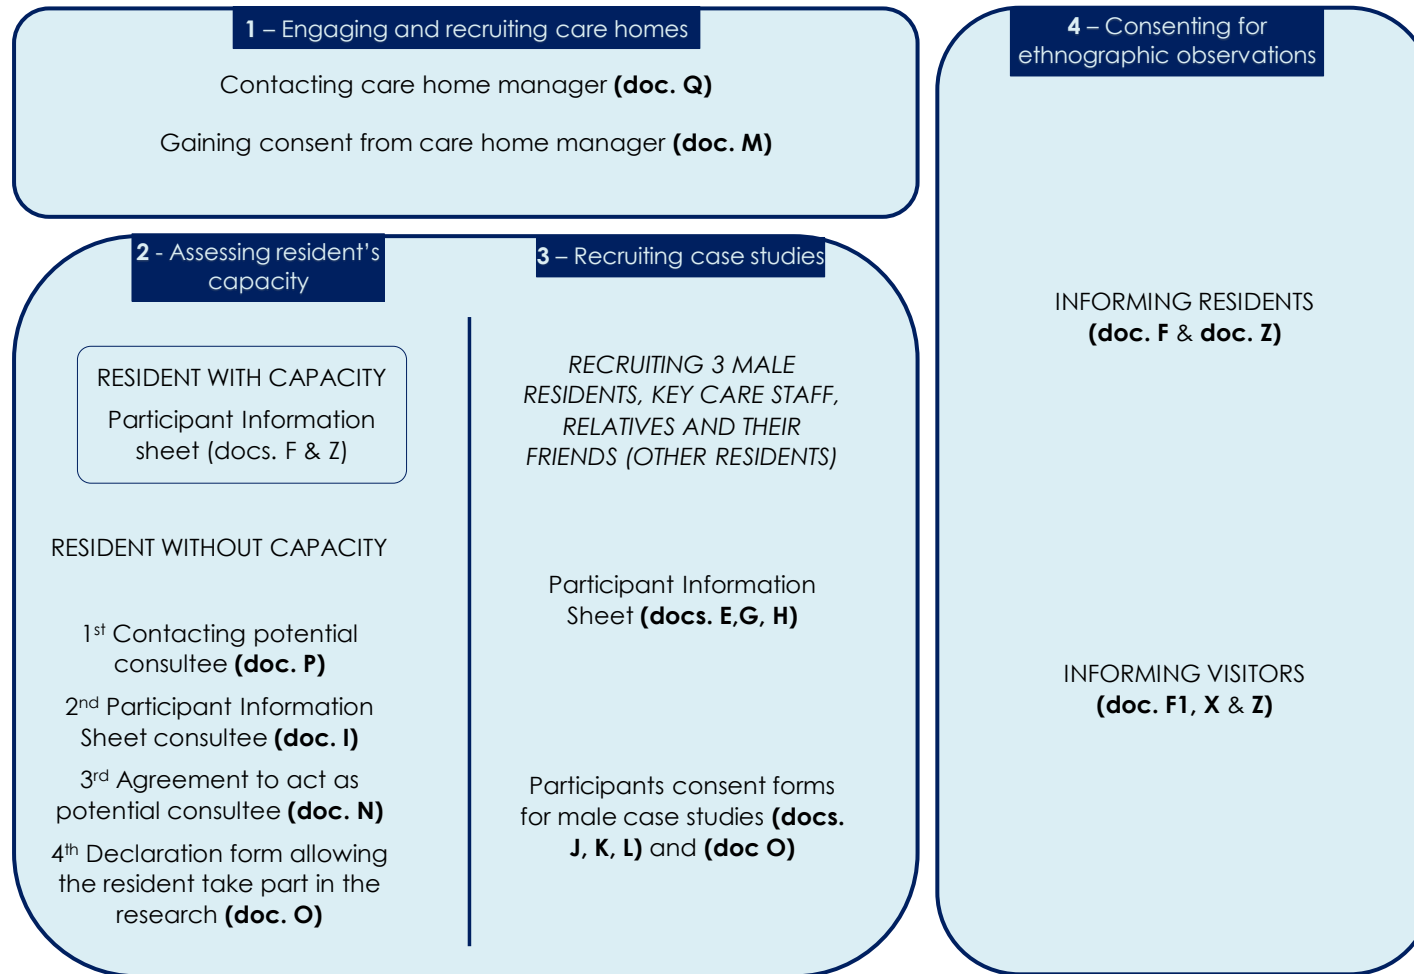 1 – Engaging and recruiting care homes
Contacting care home manager (doc. Q)
Gaining consent from care home manager (doc. M)
2 - Assessing resident’s
capacity
RESIDENT WITH CAPACITY
Participant Information
sheet (docs. F & Z)
RESIDENT WITHOUT CAPACITY
1st Contacting potential
consultee (doc. P)
2nd Participant Information
Sheet consultee (doc. I)
3rd Agreement to act as
potential consultee (doc. N)
4th Declaration form allowing
the resident take part in the
research (doc. O)
3 – Recruiting case studies
RECRUITING 3 MALE
RESIDENTS, KEY CARE STAFF,
RELATIVES AND THEIR
FRIENDS (OTHER RESIDENTS)
Participant Information
Sheet (docs. E,G, H)
Participants consent forms
for male case studies (docs.
J, K, L) and (doc O)
4 – Consenting for
ethnographic observations
INFORMING RESIDENTS
(doc. F & doc. Z)
INFORMING VISITORS
(doc. F1, X & Z)